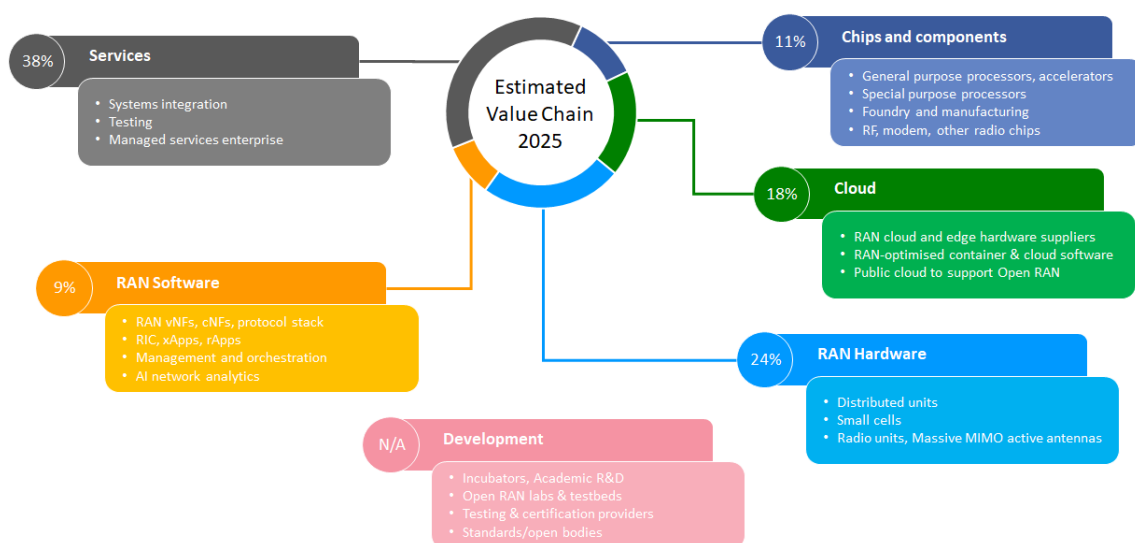 Estimated
Value Chain
2025
38%
Services
• Systems integration
• Testing
• Managed services enterprise
11%
Chips and components
• General purpose processors, accelerators
• Special purpose processors
• Foundry and manufacturing
• RF, modem, other radio chips
18%
Cloud
• RAN cloud and edge hardware suppliers
• RAN-optimised container & cloud software
• Public cloud to support Open RAN
9%
RAN Software
• RAN vNFs, cNFs, protocol stack
• RIC, xApps, rApps
• Management and orchestration
• AI network analytics
24%
RAN Hardware
• Distributed units
• Small cells
• Radio units, Massive MIMO active antennas
N/A
Development
• Incubators, Academic R&D
• Open RAN labs & testbeds
• Testing & certification providers
• Standards/open bodies